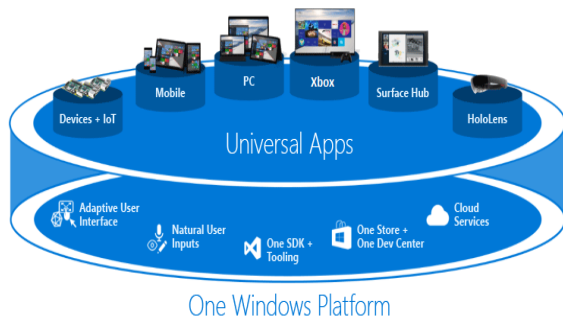 Devices + IoT
Mobile
PC
Xbox
Surface Hub
HoloLens
Universal Apps
Adaptive User
Interface
Natural User
Inputs
One SDK +
Tooling
One Store +
One Dev Center
Cloud
Services
One Windows Platform